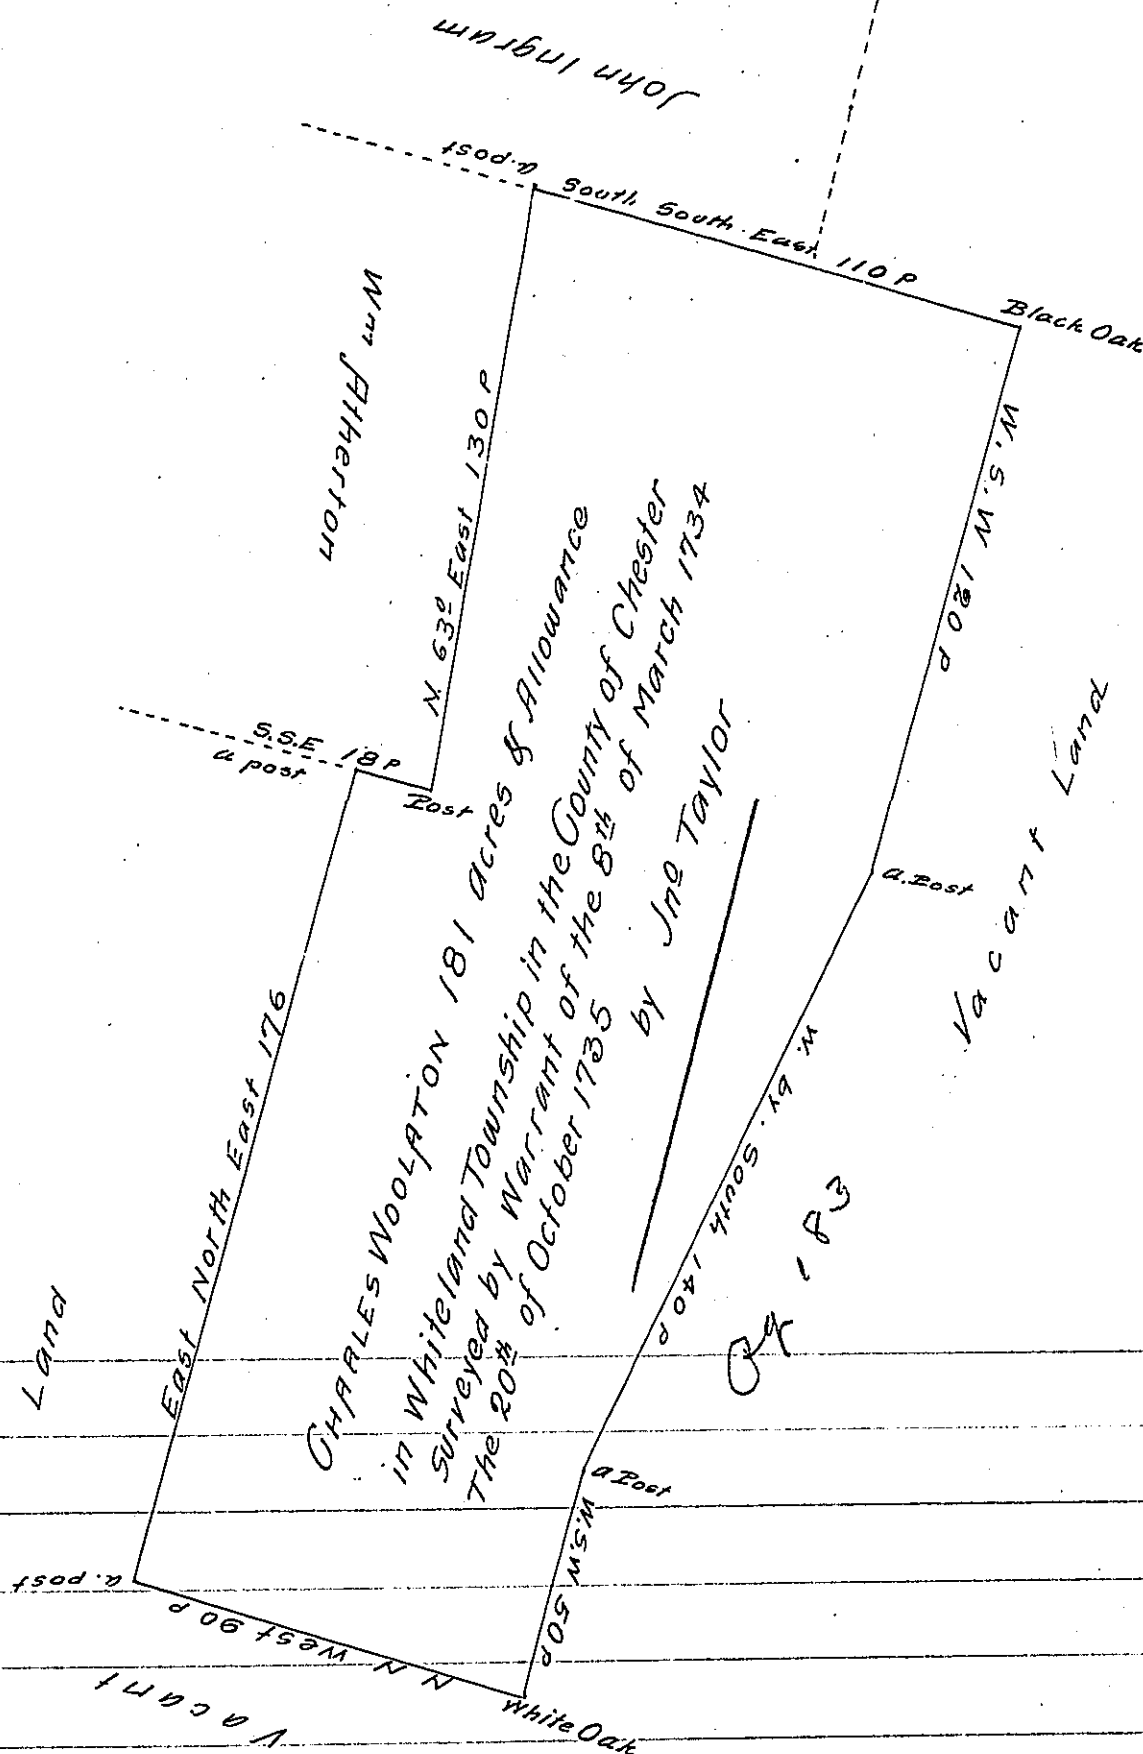 John Ingram
a. post
South South East 110 P
Black Oak
Wm Atherton
N. 63º East 130 P
W. S. W 120 P
S.S.E 18 P
a post
Post
CHARLES WOOLATON 181 acres & Allowance
in Whiteland Township in the County of Chester
Surveyed by Warrant of the 8th of March 1734
The 20th of October 1735
by Jnº Taylor
a. Post
Vacant Land
East North East 176
W. by. South 140 P
183
Land
a Post
W.S.W 50 P
a. post
N N West 90 P
White Oak
Vacant